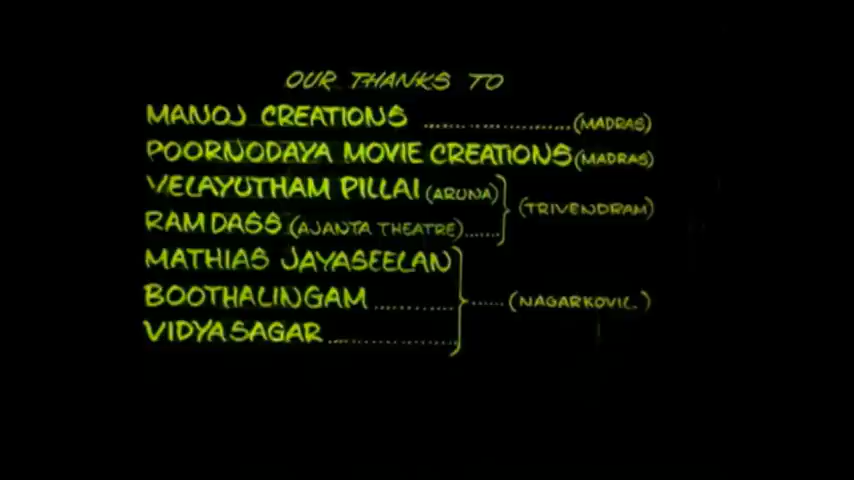 OUR THANKS TO
MANOJ CREATIONS .....................(MADRAS)
POORNODAYA MOVIE CREATIONS(MADRAS)
VELAYUTHAM PILLAI (ARUNA)
(TRIVENDRAM)
RAMDASS (AJANTA THEATRE)......
MATHIAS JAYASEELAN
BOOTHALINGAM ............ ...... (NAGARKOVIL)
VIDYASAGAR ....................